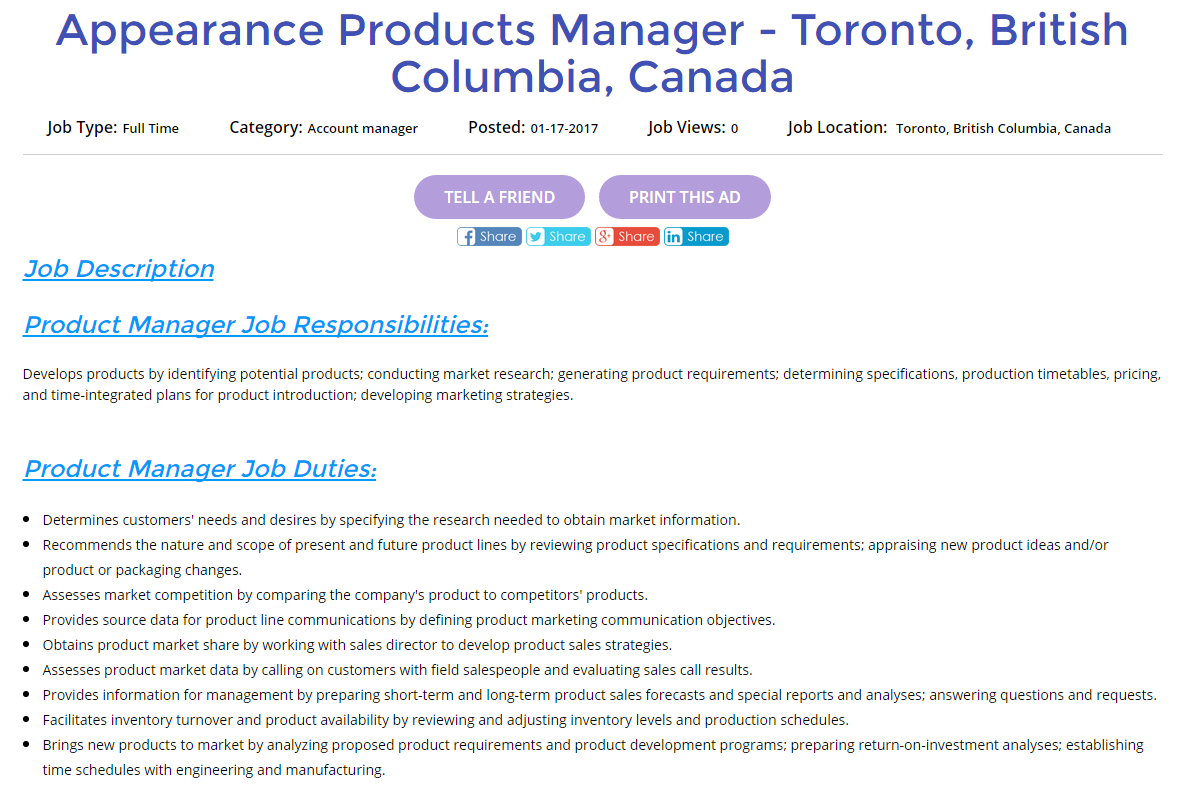 Appearance Products Manager - Toronto, British
Columbia, Canada
Job Type: Full Time Category: Account manager Posted: 01-17-2017 Job Views: 0 Job Location: Toronto, British Columbia, Canada
TELL A FRIEND PRINT THIS AD
Share Share Share Share
Job Description
Product Manager Job Responsibilities:
Develops products by identifying potential products; conducting market research; generating product requirements; determining specifications, production timetables, pricing,
and time-integrated plans for product introduction; developing marketing strategies.
Product Manager Job Duties:
Determines customers' needs and desires by specifying the research needed to obtain market information.
Recommends the nature and scope of present and future product lines by reviewing product specifications and requirements; appraising new product ideas and/or
product or packaging changes.
Assesses market competition by comparing the company's product to competitors' products.
Provides source data for product line communications by defining product marketing communication objectives.
Obtains product market share by working with sales director to develop product sales strategies.
Assesses product market data by calling on customers with field salespeople and evaluating sales call results.
Provides information for management by preparing short-term and long-term product sales forecasts and special reports and analyses; answering questions and requests.
Facilitates inventory turnover and product availability by reviewing and adjusting inventory levels and production schedules.
Brings new products to market by analyzing proposed product requirements and product development programs; preparing return-on-investment analyses; establishing
time schedules with engineering and manufacturing.